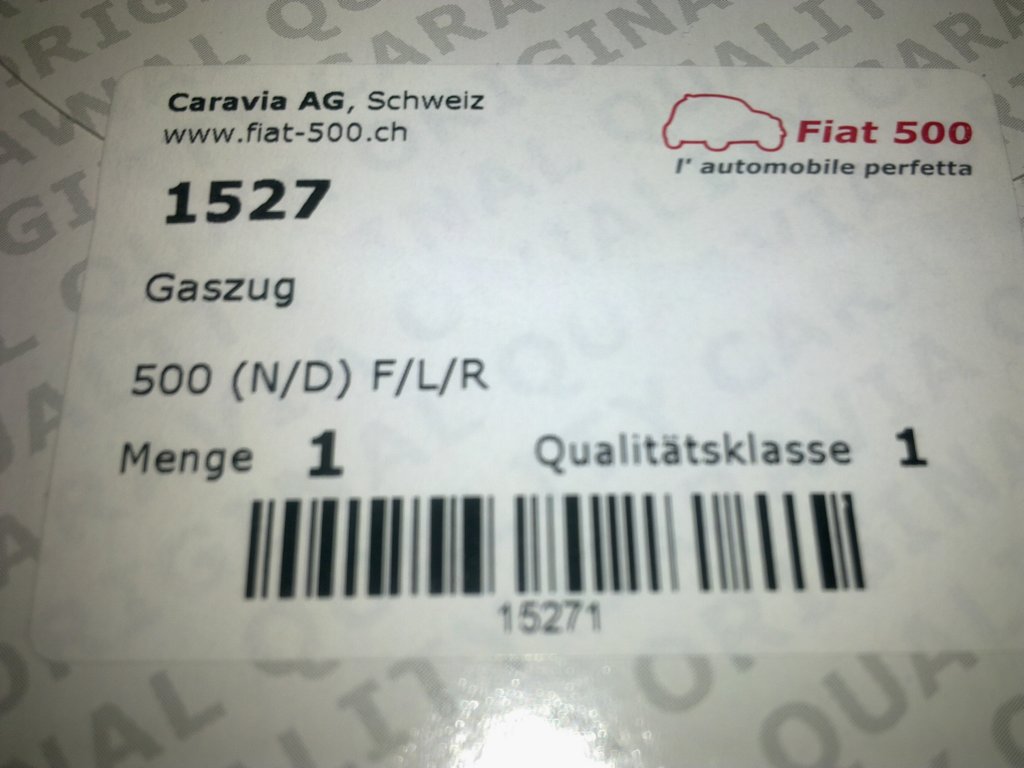 Caravia AG, Schweiz
www.fiat-500.ch
Fiat 500
l' automobile perfetta
1527
Gaszug
500 (N/D) F/L/R
Menge 1
Qualitätsklasse 1
15271